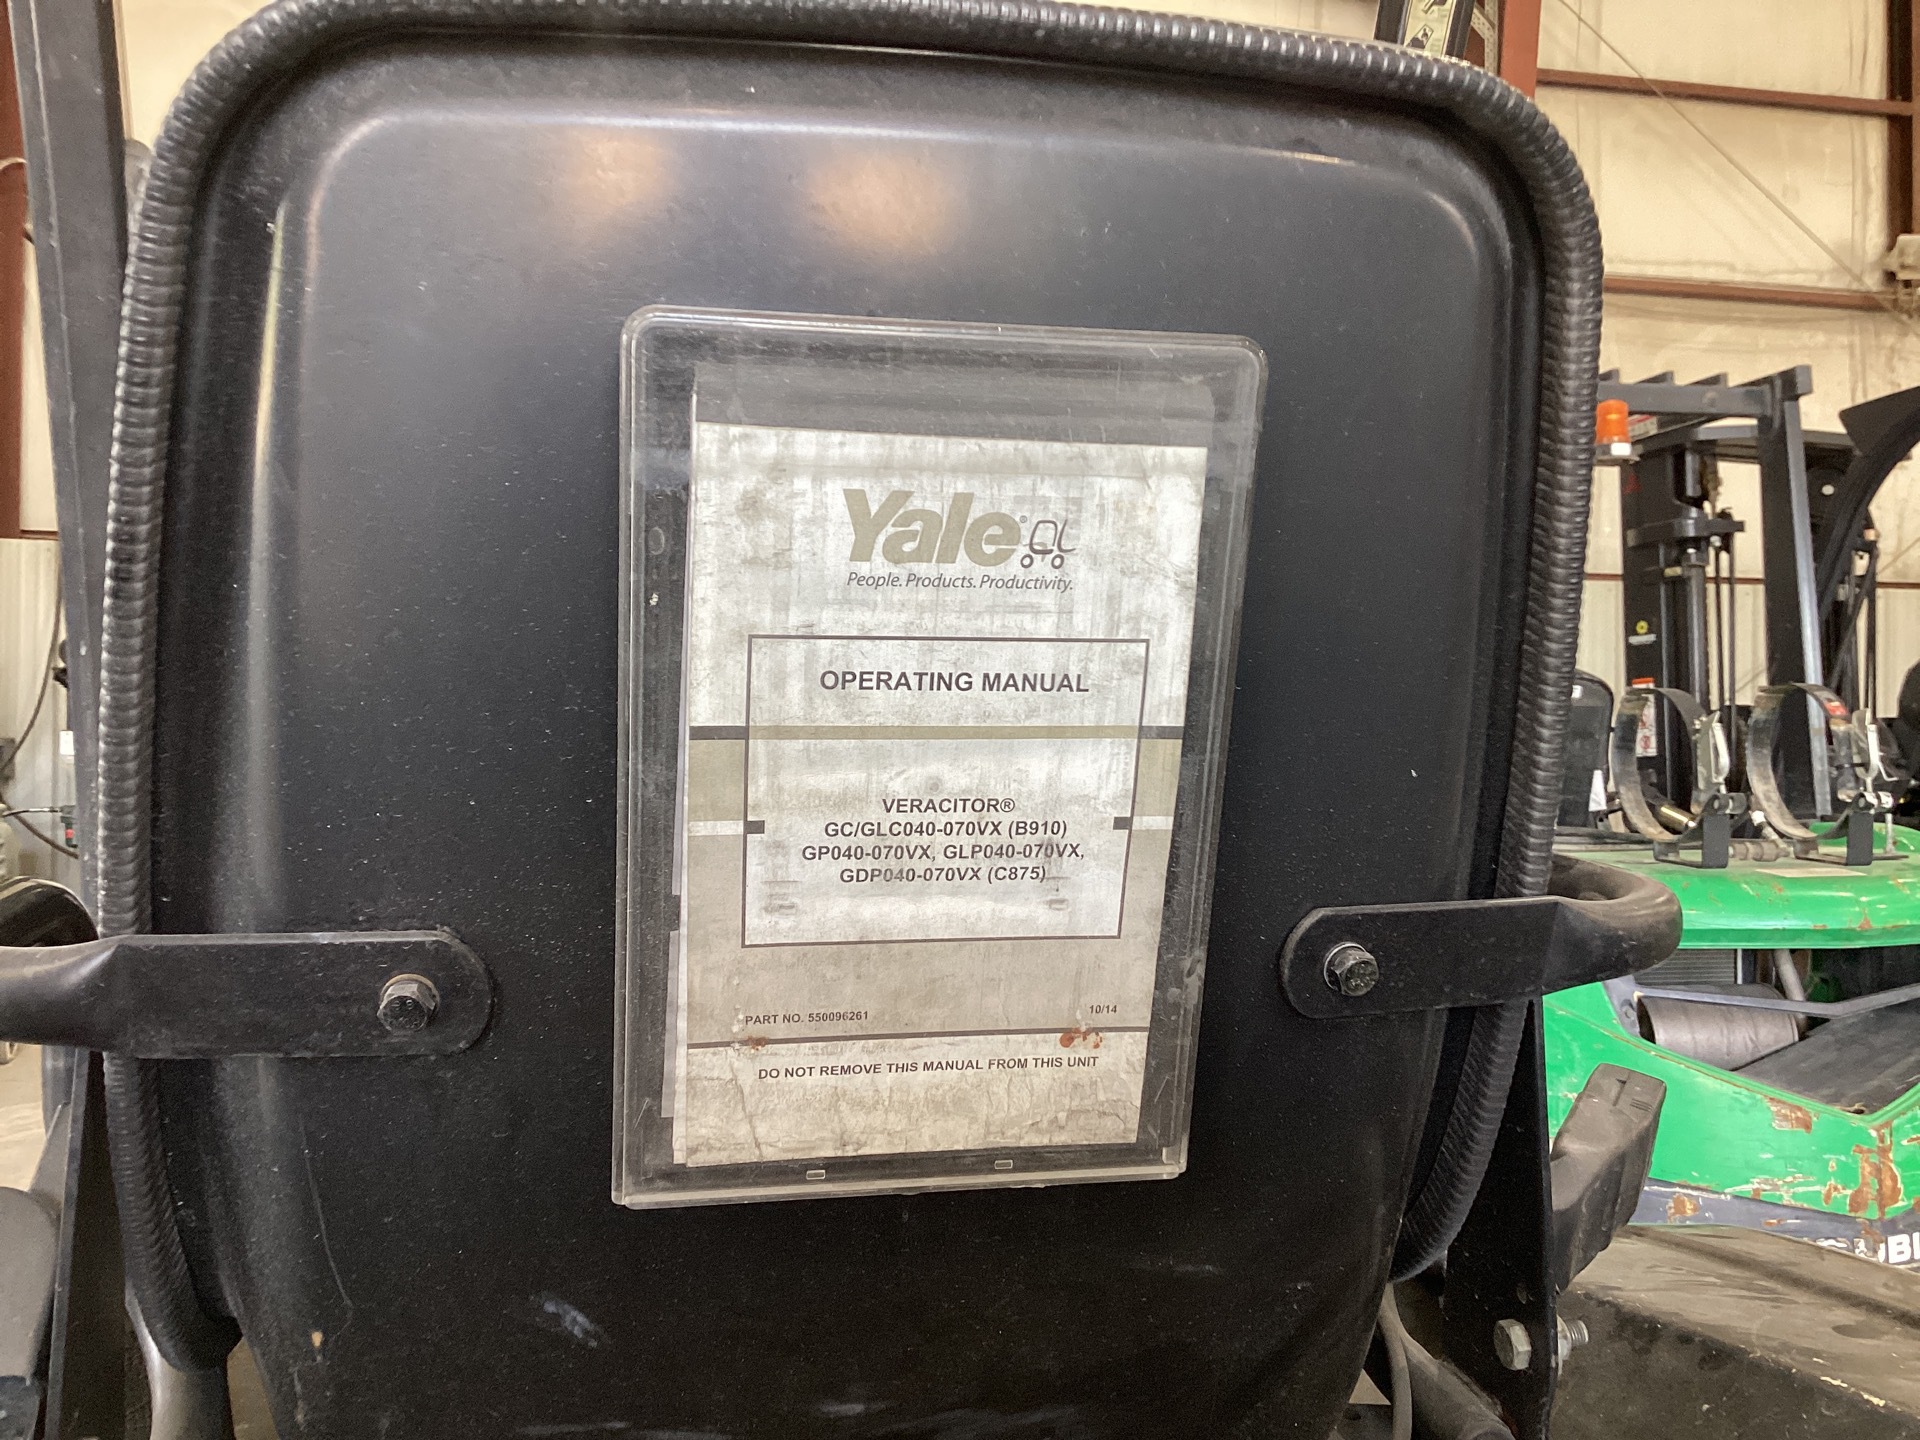 Yale®
People. Products. Productivity.
OPERATING MANUAL
VERACITOR®
GC/GLC040-070VX (B910)
GP040-070VX, GLP040-070VX,
GDP040-070VX (C875)
PART NO. 550096261 10/14
DO NOT REMOVE THIS MANUAL FROM THIS UNIT